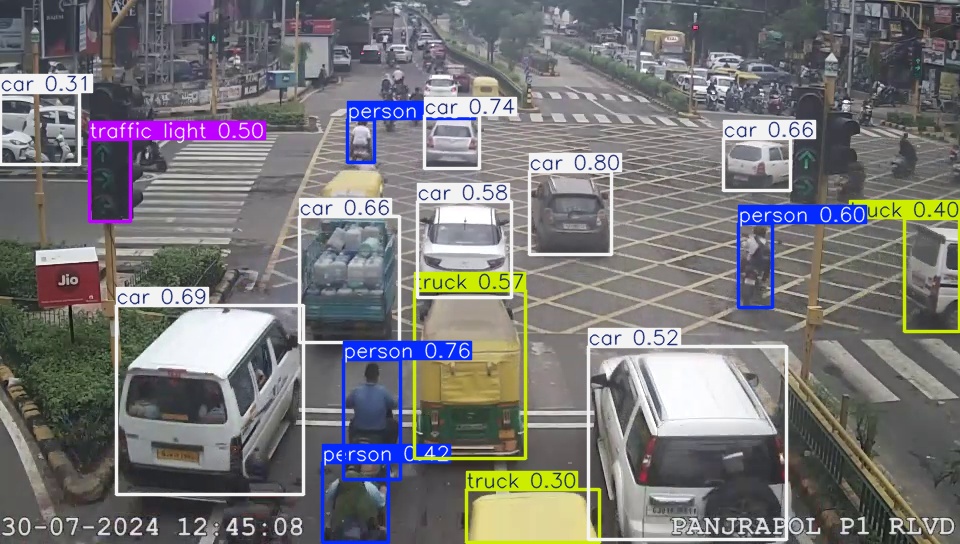 car 0.31
traffic light 0.50
person
car 0.74
car 0.66
car 0.80
car 0.58
car 0.66
person 0.60
truck 0.40
Jio
truck 0.57
car 0.69
person 0.76
car 0.52
person 0.42
truck 0.30
30-07-2024 12:45:08
PANJRAPOL P1 RLVD